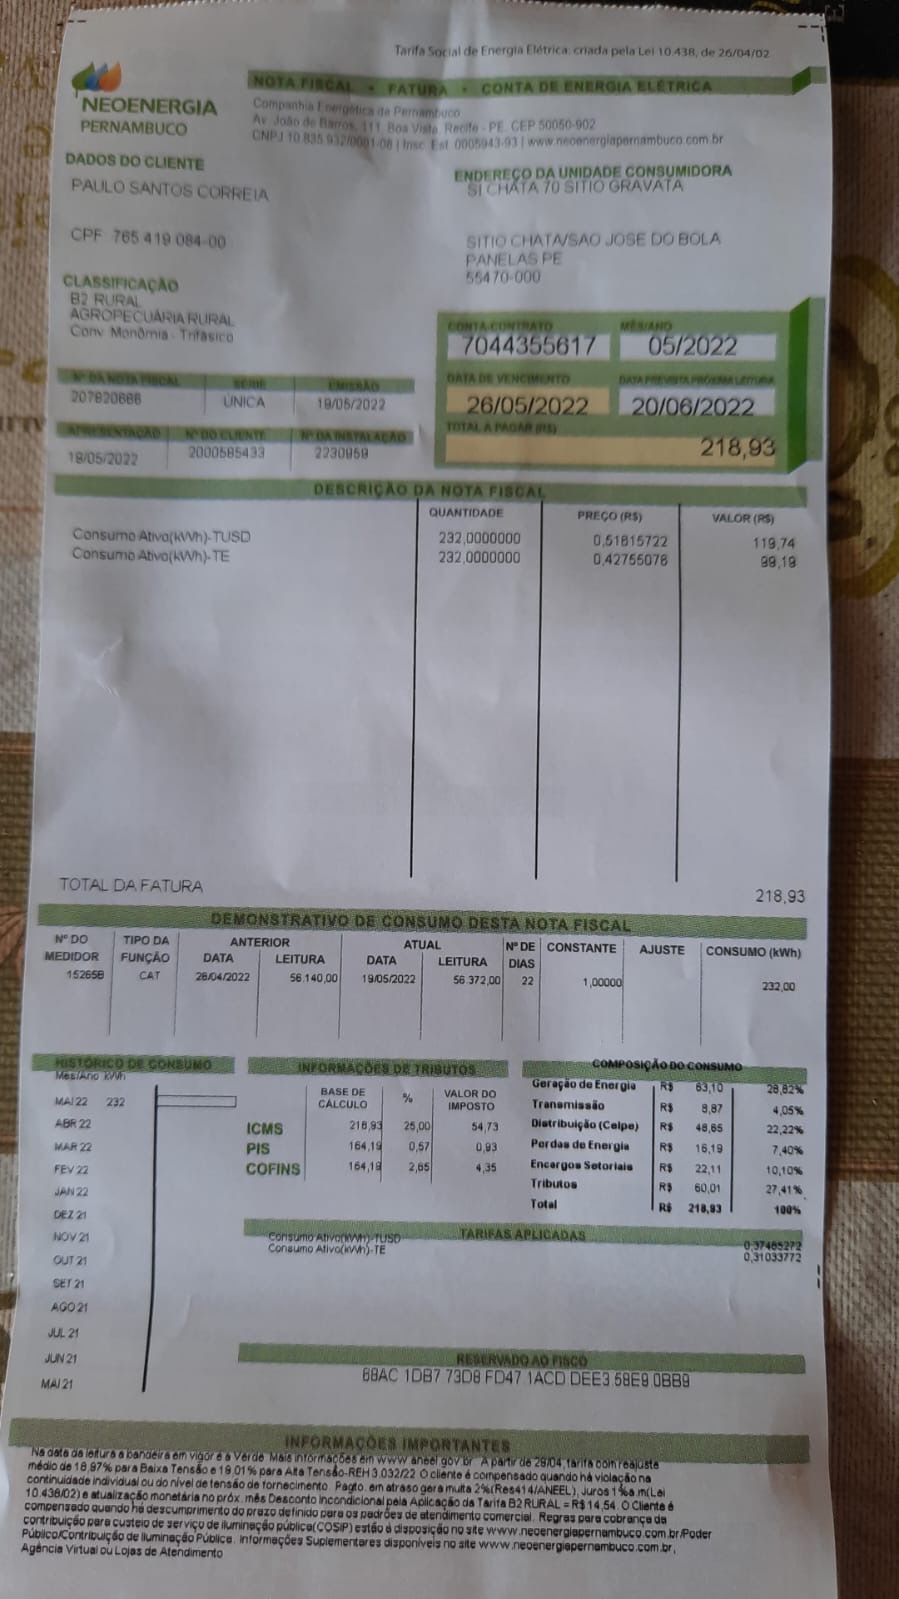 Tarifa Social de Energia Elétrica: criada pela Lei 10.438, de 26/04/02
NEOENERGIA
PERNAMBUCO
NOTA FISCAL • FATURA • CONTA DE ENERGIA ELÉTRICA
Companhia Energética de Pernambuco
Av. João de Barros, 111, Boa Vista, Recife - PE, CEP 50050-902
CNPJ 10.835.932/0001-08 | Insc. Est. 0005943-93 | www.neoenergiapernambuco.com.br
DADOS DO CLIENTE
PAULO SANTOS CORREIA
CPF 765 419 084-00
ENDEREÇO DA UNIDADE CONSUMIDORA
SI CHATA 70 SITIO GRAVATA
SITIO CHATA/SAO JOSE DO BOLA
PANELAS PE
55470-000
CLASSIFICAÇÃO
B2 RURAL
AGROPECUÁRIA RURAL
Conv. Monômia - Trifásico
CONTA-CONTRATO MÊS/ANO
7044355617 05/2022
DATA DE VENCIMENTO DATA PREVISTA PRÓXIMA LEITURA
26/05/2022 20/06/2022
TOTAL A PAGAR (R$)
218,93
Nº DA NOTA FISCAL SÉRIE EMISSÃO
207820666 ÚNICA 19/05/2022
APRESENTAÇÃO Nº DO CLIENTE Nº DA INSTALAÇÃO
19/05/2022 2000585433 2230959
DESCRIÇÃO DA NOTA FISCAL
QUANTIDADE PREÇO (R$) VALOR (R$)
Consumo Ativo(kWh)-TUSD 232,0000000 0,51615722 119,74
Consumo Ativo(kWh)-TE 232,0000000 0,42755076 99,19
TOTAL DA FATURA 218,93
DEMONSTRATIVO DE CONSUMO DESTA NOTA FISCAL
Nº DO MEDIDOR TIPO DA FUNÇÃO ANTERIOR DATA LEITURA ATUAL DATA LEITURA Nº DE DIAS CONSTANTE AJUSTE CONSUMO (kWh)
152658 CAT 28/04/2022 56.140,00 19/05/2022 56.372,00 22 1,00000 232,00
HISTÓRICO DE CONSUMO
Mês/Ano kWh
MAI 22 232
ABR 22
MAR 22
FEV 22
JAN 22
DEZ 21
NOV 21
OUT 21
SET 21
AGO 21
JUL 21
JUN 21
MAI 21
INFORMAÇÕES DE TRIBUTOS
BASE DE CÁLCULO % VALOR DO IMPOSTO
ICMS 218,93 25,00 54,73
PIS 164,19 0,57 0,93
COFINS 164,19 2,65 4,35
COMPOSIÇÃO DO CONSUMO
Geração de Energia R$ 63,10 28,82%
Transmissão R$ 8,87 4,05%
Distribuição (Celpe) R$ 48,65 22,22%
Perdas de Energia R$ 16,19 7,40%
Encargos Setoriais R$ 22,11 10,10%
Tributos R$ 60,01 27,41%
Total R$ 218,93 100%
TARIFAS APLICADAS
Consumo Ativo(kWh)-TUSD 0,37465272
Consumo Ativo(kWh)-TE 0,31033772
RESERVADO AO FISCO
68AC.1DB7.73D8.FD47.1ACD.DEE3.58E9.0BB9
INFORMAÇÕES IMPORTANTES
Na data da leitura a bandeira em vigor é a Verde. Mais informações em www.aneel.gov.br A partir de 29/04, tarifa com reajuste
médio de 18,97% para Baixa Tensão e 19,01% para Alta Tensão-REH 3.032/22 O cliente é compensado quando há violação na
continuidade individual ou do nível de tensão de fornecimento. Pagto. em atraso gera multa 2%(Res414/ANEEL), Juros 1%a.m(Lei
10.438/02) e atualização monetária no próx. mês Desconto incondicional pela Aplicação da Tarifa B2 RURAL = R$ 14,54. O Cliente é
compensado quando há descumprimento do prazo definido para os padrões de atendimento comercial. Regras para cobrança da
contribuição para custeio de serviço de iluminação pública(COSIP) estão à disposição no site www.neoenergiapernambuco.com.br/Poder
Público/Contribuição de Iluminação Pública. Informações Suplementares disponíveis no site www.neoenergiapernambuco.com.br,
Agência Virtual ou Lojas de Atendimento